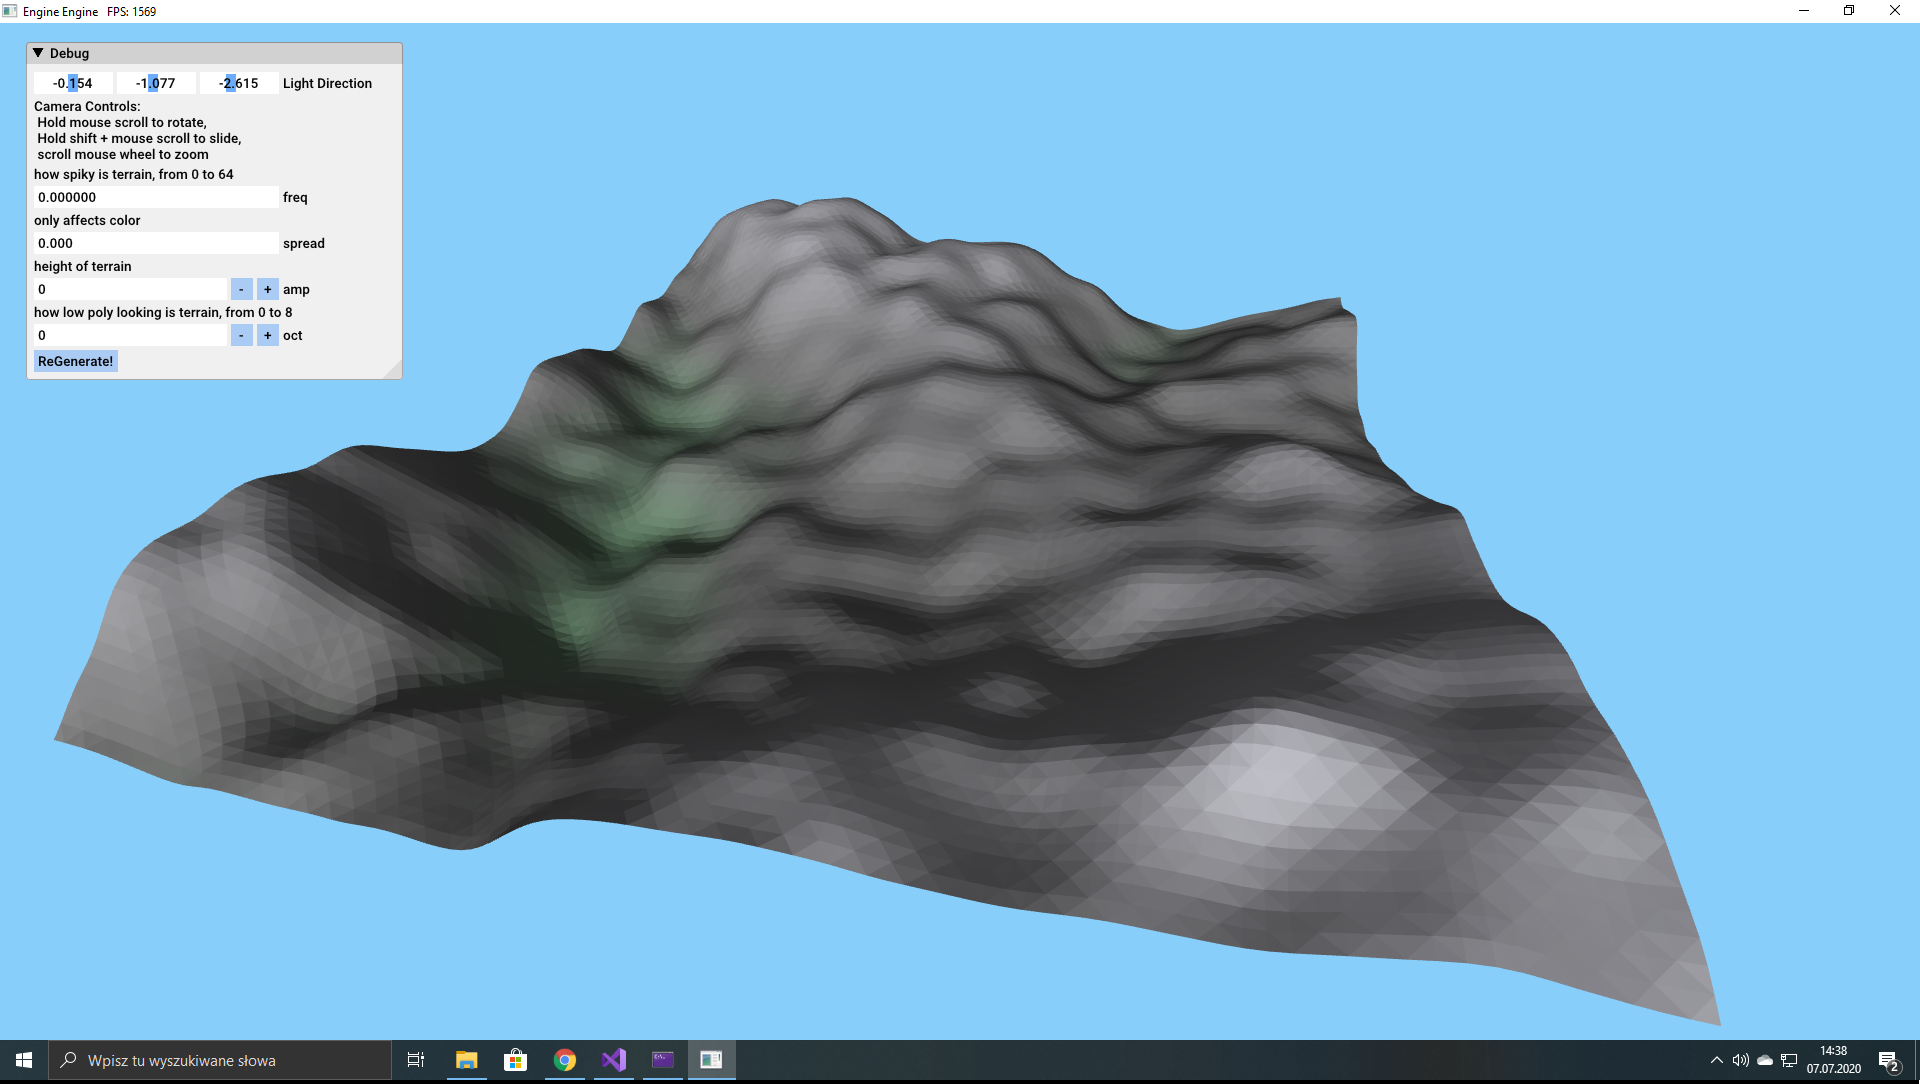 Engine Engine FPS: 1569
Debug
-0.154 -1.077 -2.615 Light Direction
Camera Controls:
Hold mouse scroll to rotate,
Hold shift + mouse scroll to slide,
scroll mouse wheel to zoom
how spiky is terrain, from 0 to 64
0.000000 freq
only affects color
0.000 spread
height of terrain
0 - + amp
how low poly looking is terrain, from 0 to 8
0 - + oct
ReGenerate!
Wpisz tu wyszukiwane słowa
14:38
07.07.2020
2